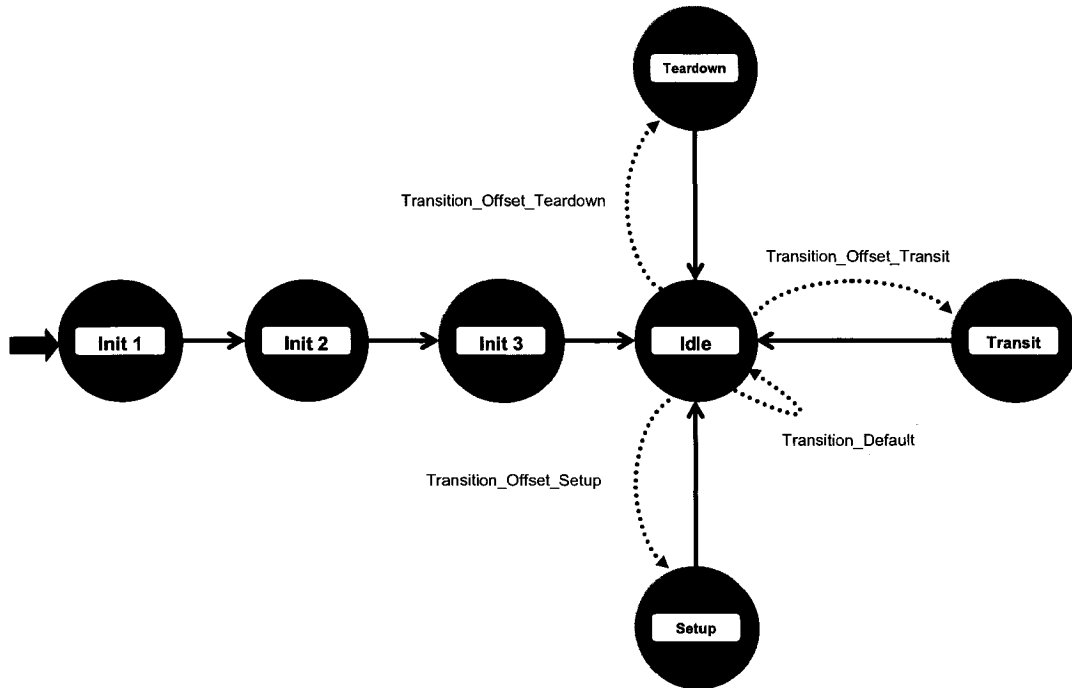 Teardown
Transition_Offset_Teardown
Transition_Offset_Transit
Init 1
Init 2
Init 3
Idle
Transit
Transition_Default
Transition_Offset_Setup
Setup